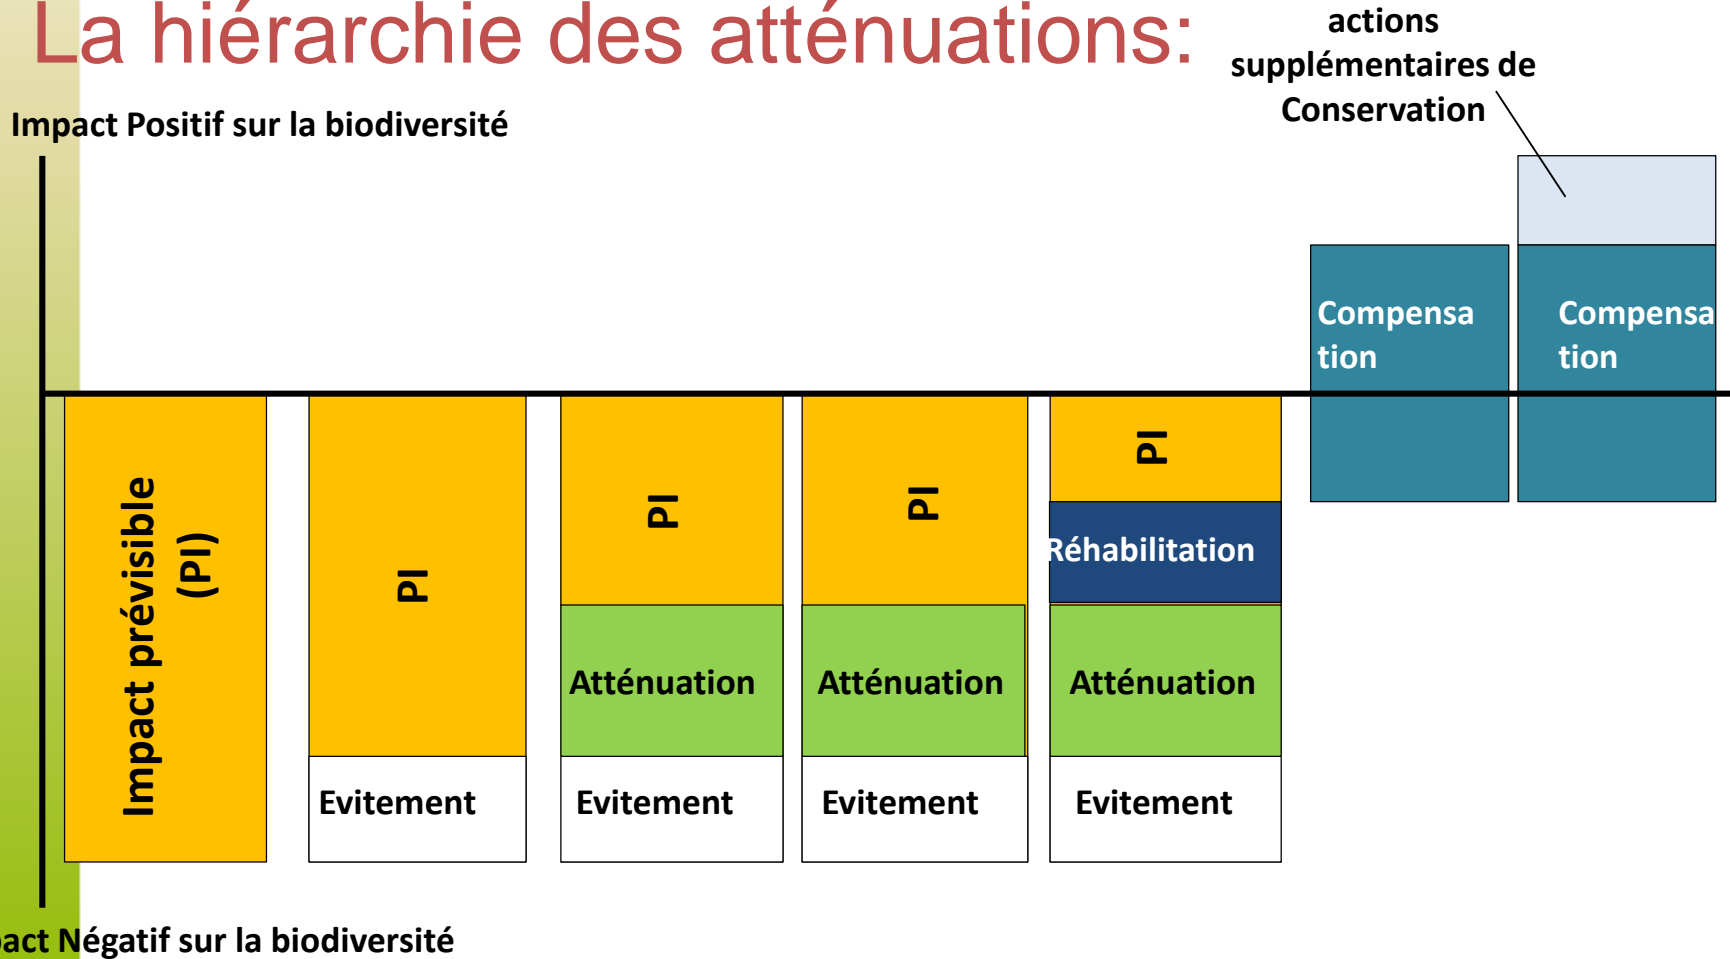 La hiérarchie des atténuations:
actions
supplémentaires de
Conservation
Impact Positif sur la biodiversité
Compensa
tion
Compensa
tion
Impact prévisible
(PI)
PI
PI
PI
PI
Réhabilitation
Atténuation
Atténuation
Atténuation
Evitement
Evitement
Evitement
Evitement
pact Négatif sur la biodiversité